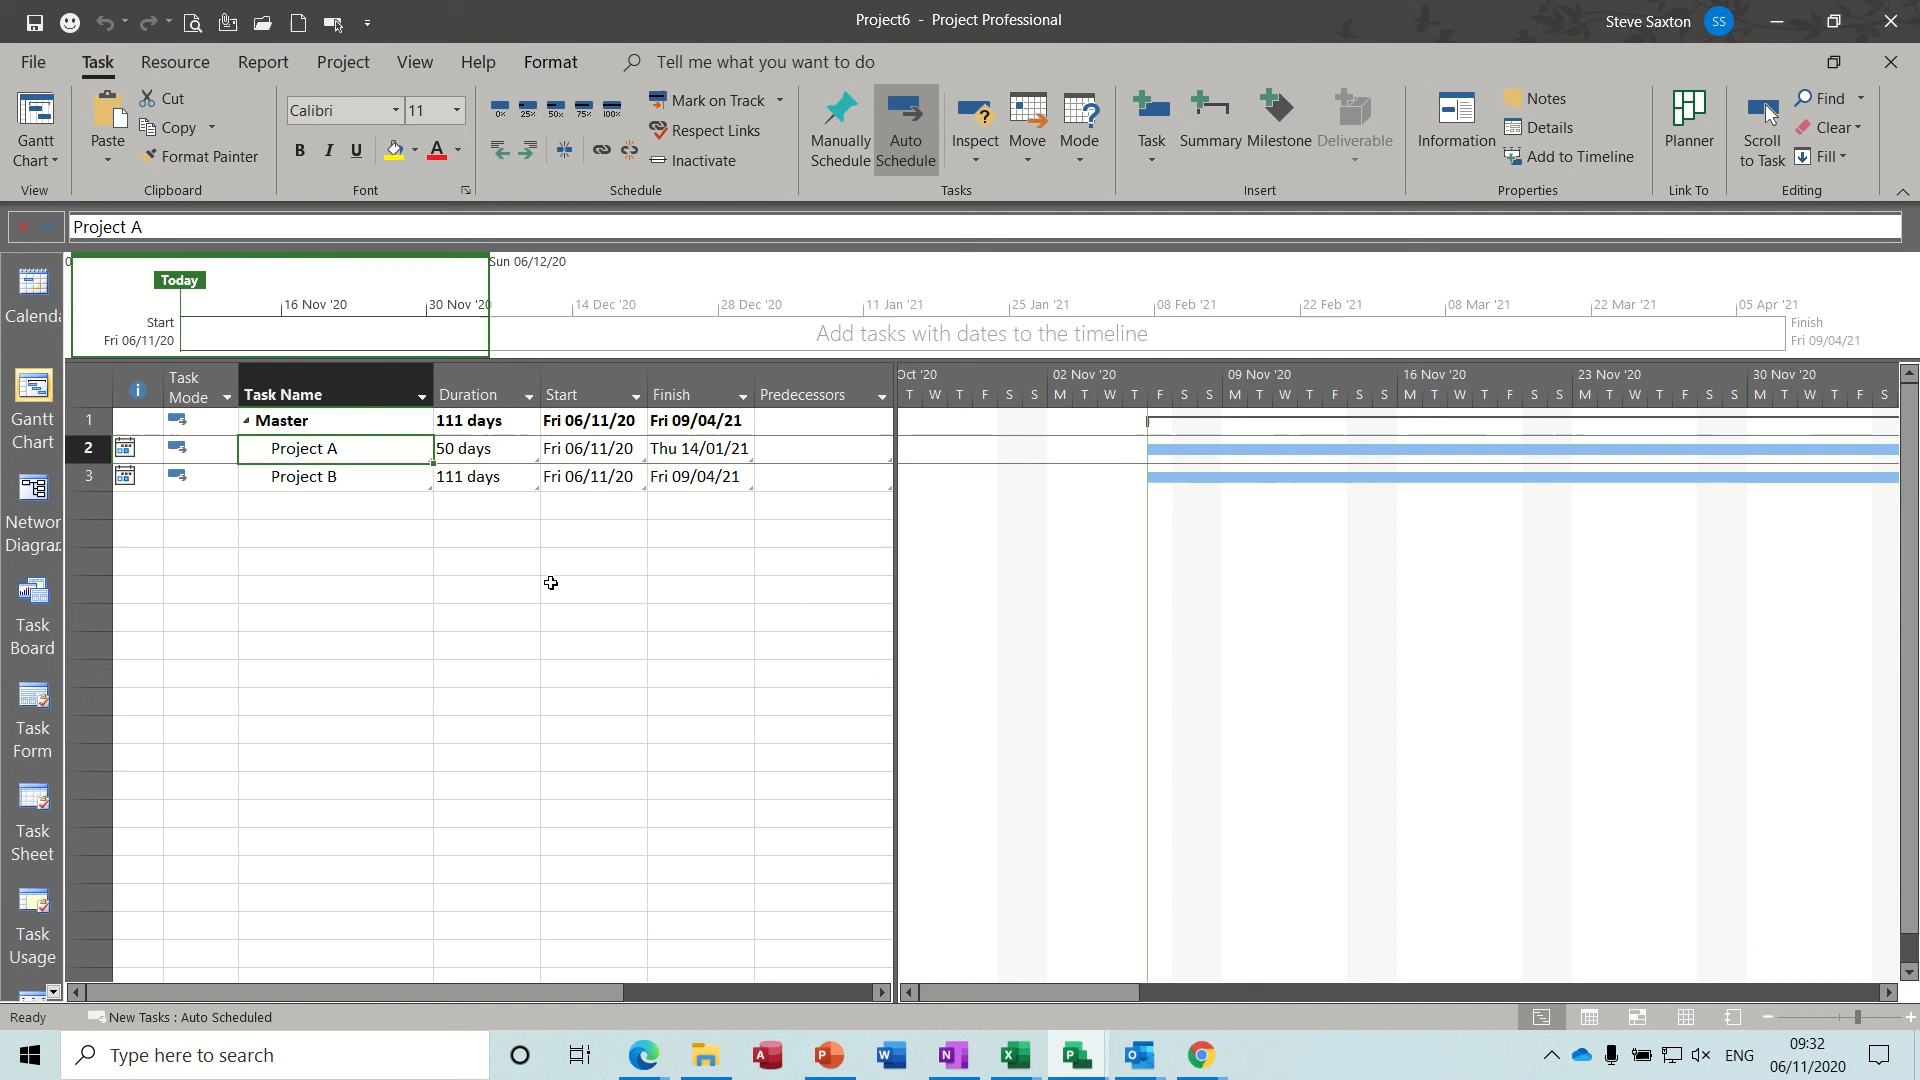 Project6 - Project Professional
Steve Saxton SS
File Task Resource Report Project View Help Format Tell me what you want to do
Gantt Chart
View
Paste
Cut
Copy
Format Painter
Clipboard
Calibri 11
B I U A
Font
0% 25% 50% 75% 100%
Mark on Track
Respect Links
Inactivate
Schedule
Manually Schedule
Auto Schedule
Inspect
Move
Mode
Tasks
Task
Summary
Milestone
Deliverable
Insert
Information
Notes
Details
Add to Timeline
Properties
Planner
Link To
Scroll to Task
Find
Clear
Fill
Editing
Project A
Sun 06/12/20
Today
16 Nov '20 30 Nov '20 14 Dec '20 28 Dec '20 11 Jan '21 25 Jan '21 08 Feb '21 22 Feb '21 08 Mar '21 22 Mar '21 05 Apr '21
Start
Fri 06/11/20
Add tasks with dates to the timeline
Finish
Fri 09/04/21
Calenda
Gantt
Chart
Networ
Diagrar
Task
Board
Task
Form
Task
Sheet
Task
Usage
Task Mode Task Name Duration Start Finish Predecessors
1 Master 111 days Fri 06/11/20 Fri 09/04/21
2 Project A 50 days Fri 06/11/20 Thu 14/01/21
3 Project B 111 days Fri 06/11/20 Fri 09/04/21
Oct '20 02 Nov '20 09 Nov '20 16 Nov '20 23 Nov '20 30 Nov '20
T W T F S S M T W T F S S M T W T F S S M T W T F S S M T W T F S S M T W T F S
Ready New Tasks : Auto Scheduled
Type here to search
ENG
09:32
06/11/2020